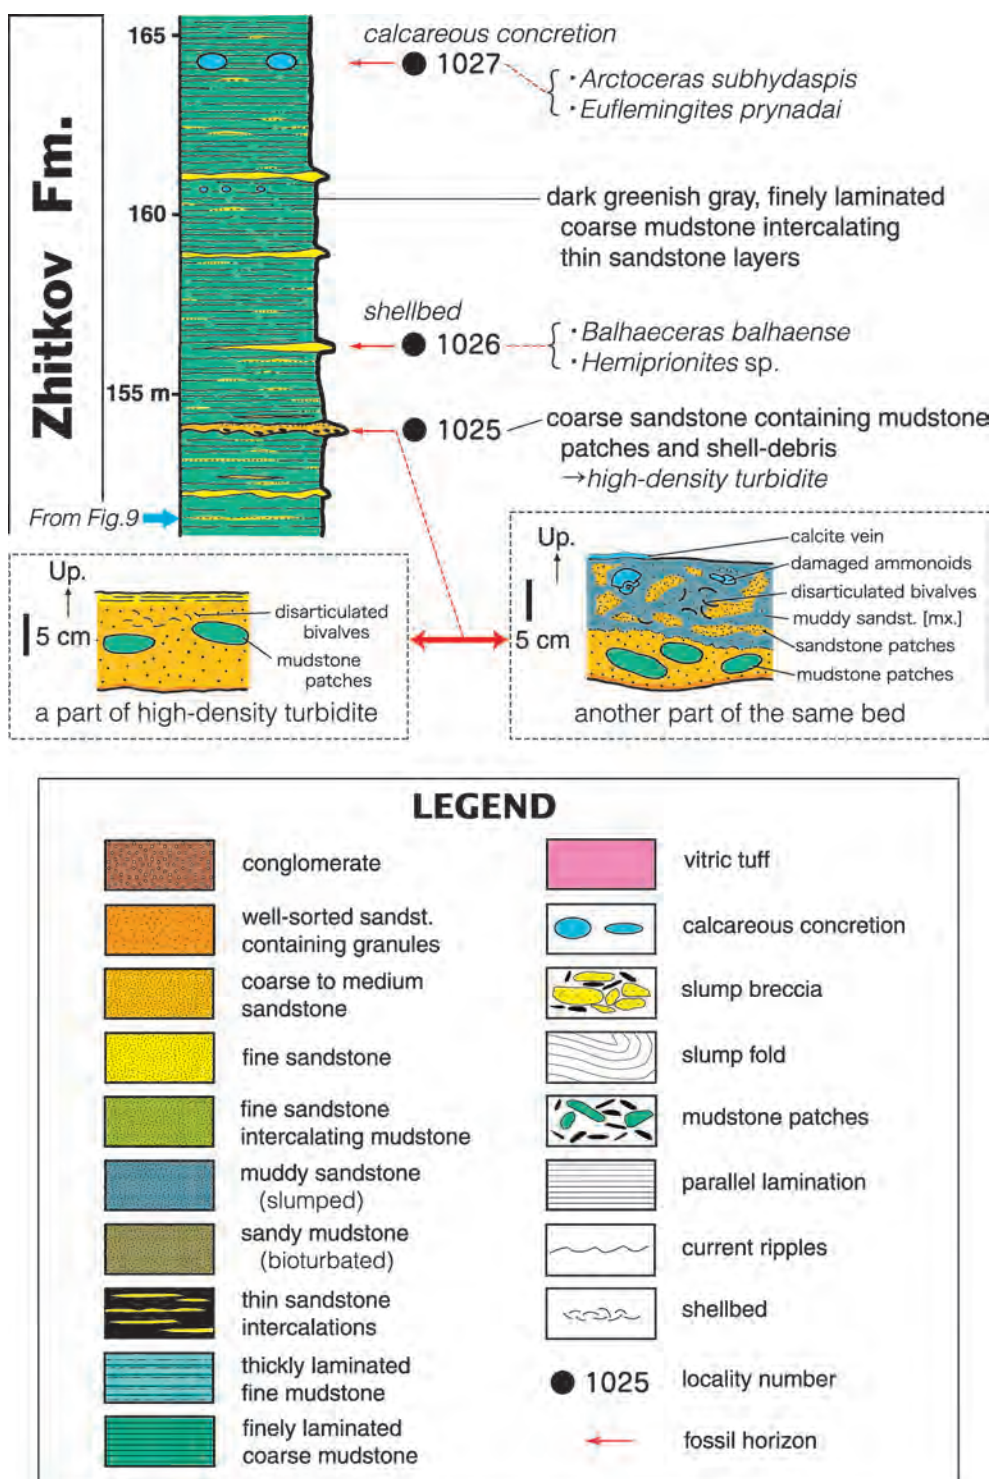 Zhitkov Fm.
165
calcareous concretion
1027
・Arctoceras subhydaspis
・Euflemingites prynadai
160
dark greenish gray, finely laminated
coarse mudstone intercalating
thin sandstone layers
shellbed
1026
・Balhaeceras balhaense
・Hemiprionites sp.
155 m
1025
coarse sandstone containing mudstone
patches and shell-debris
→high-density turbidite
From Fig.9
Up.
5 cm
disarticulated
bivalves
mudstone
patches
a part of high-density turbidite
Up.
5 cm
calcite vein
damaged ammonoids
disarticulated bivalves
muddy sandst. [mx.]
sandstone patches
mudstone patches
another part of the same bed
LEGEND
conglomerate
well-sorted sandst.
containing granules
coarse to medium
sandstone
fine sandstone
fine sandstone
intercalating mudstone
muddy sandstone
(slumped)
sandy mudstone
(bioturbated)
thin sandstone
intercalations
thickly laminated
fine mudstone
finely laminated
coarse mudstone
vitric tuff
calcareous concretion
slump breccia
slump fold
mudstone patches
parallel lamination
current ripples
shellbed
1025
locality number
fossil horizon